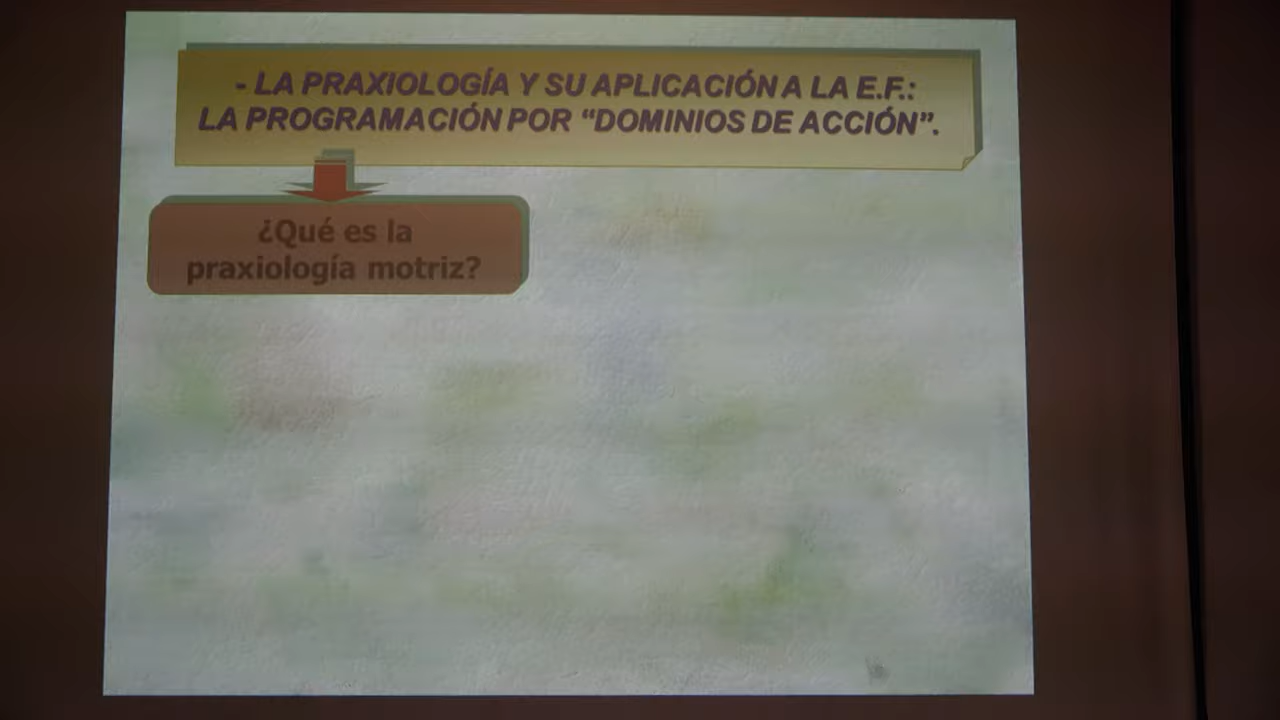 - LA PRAXIOLOGÍA Y SU APLICACIÓN A LA E.F.:
LA PROGRAMACIÓN POR “DOMINIOS DE ACCIÓN”.
¿Qué es la
praxiología motriz?